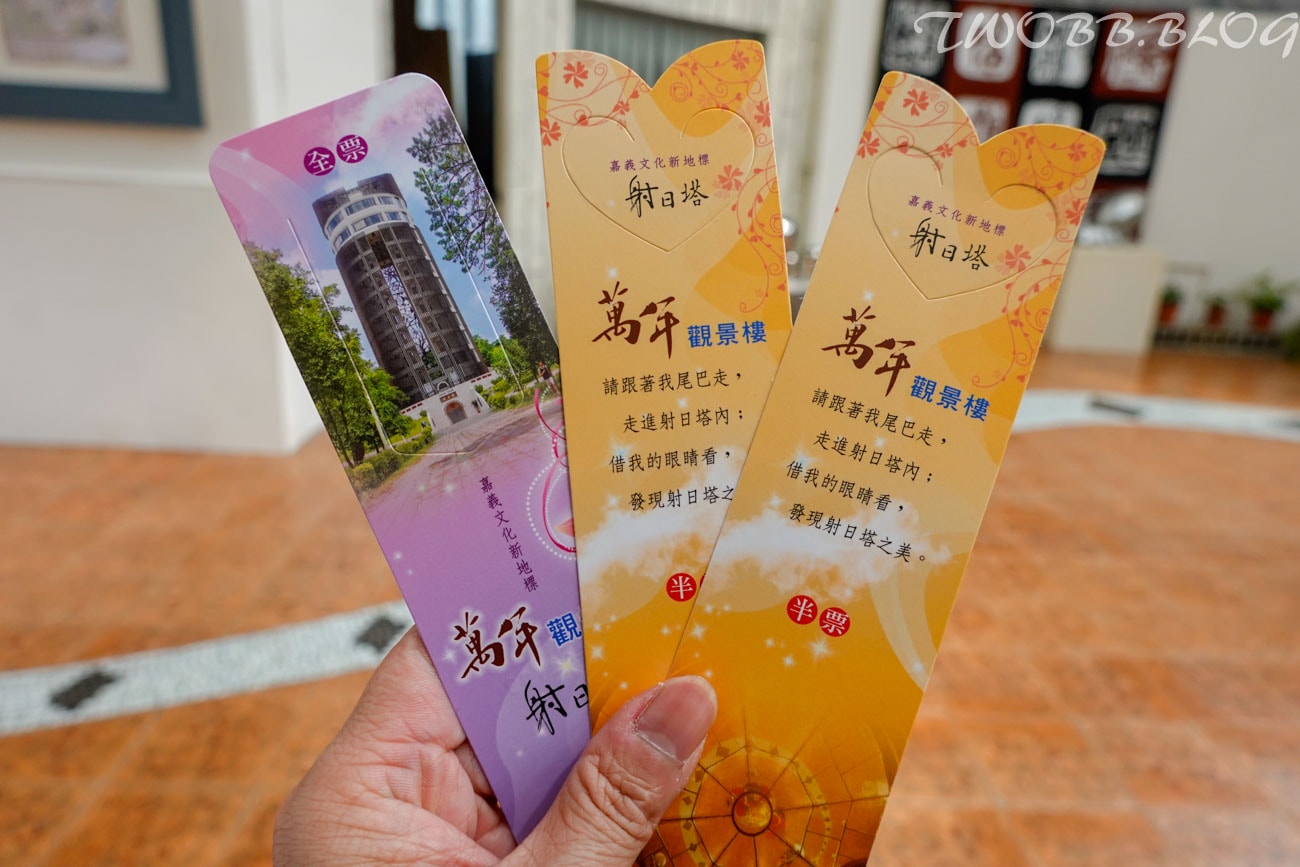 TWOBB.BLOG
全票
嘉義文化新地標
萬年觀
射日
嘉義文化新地標
射日塔
萬年觀景樓
請跟著我尾巴走，
走進射日塔內；
借我的眼睛看，
發現射日塔之
半
嘉義文化新地標
射日塔
萬年觀景樓
請跟著我尾巴走，
走進射日塔內；
借我的眼睛看，
發現射日塔之美。
半票